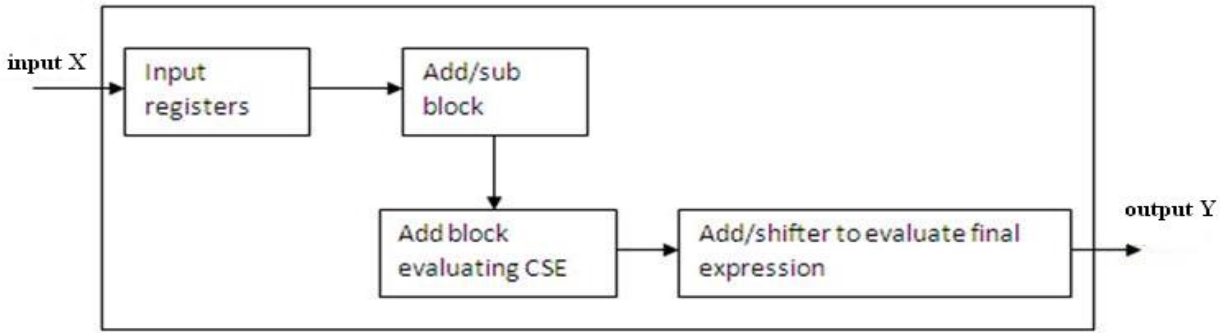 input X
Input
registers
Add/sub
block
Add block
evaluating CSE
Add/shifter to evaluate final
expression
output Y